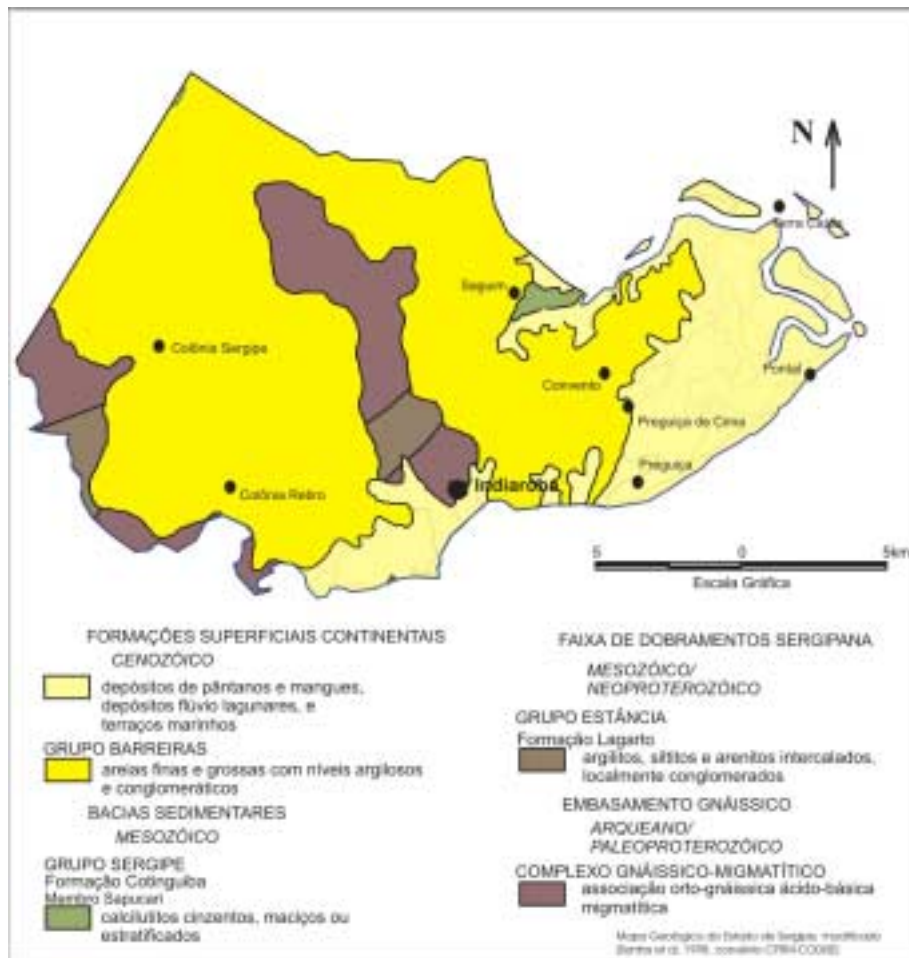 N
Terra Caída
Saguim
Colônia Sergipe
Convento
Pontal
Preguiça de Cima
Preguiça
Indiaroba
Colônia Retiro
5 0 5km
Escala Gráfica
FORMAÇÕES SUPERFICIAIS CONTINENTAIS
CENOZÓICO
depósitos de pântanos e mangues,
depósitos flúvio lagunares, e
terraços marinhos
GRUPO BARREIRAS
areias finas e grossas com níveis argilosos
e conglomeráticos
BACIAS SEDIMENTARES
MESOZÓICO
GRUPO SERGIPE
Formação Cotinguiba
Membro Sapucari
calcilutitos cinzentos, maciços ou
estratificados
FAIXA DE DOBRAMENTOS SERGIPANA
MESOZÓICO/
NEOPROTEROZÓICO
GRUPO ESTÂNCIA
Formação Lagarto
argilitos, siltitos e arenitos intercalados,
localmente conglomerados
EMBASAMENTO GNÁISSICO
ARQUEANO/
PALEOPROTEROZÓICO
COMPLEXO GNÁISSICO-MIGMATÍTICO
associação orto-gnáissica ácido-básica
migmatítica
Mapa Geológico do Estado de Sergipe, modificado